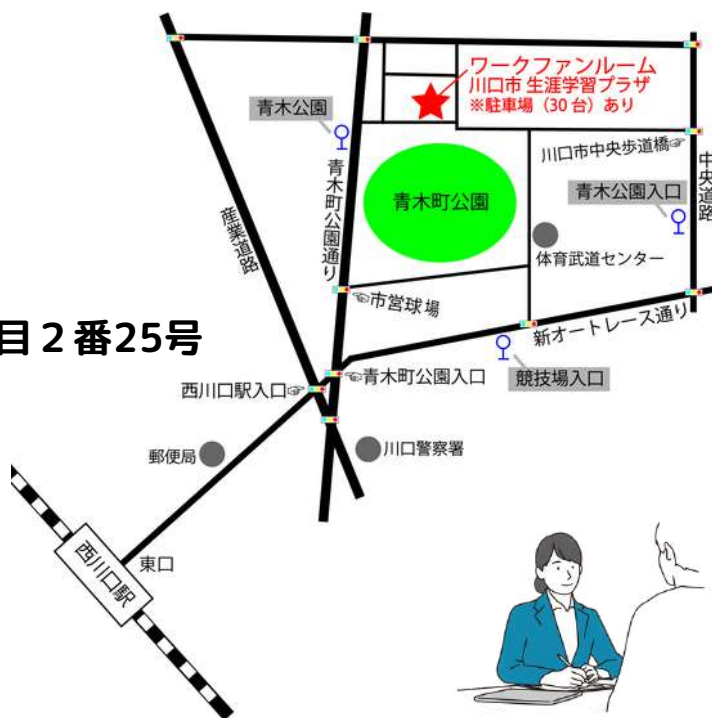 ワークファンルーム
川口市 生涯学習プラザ
※駐車場（30台）あり
青木公園
川口市中央歩道橋☞
中央道路
青木町公園通り
青木町公園
青木公園入口
産業道路
体育武道センター
☜市営球場
目２番25号
新オートレース通り
西川口駅入口☞
☜青木町公園入口
競技場入口
郵便局
川口警察署
東口
西川口駅